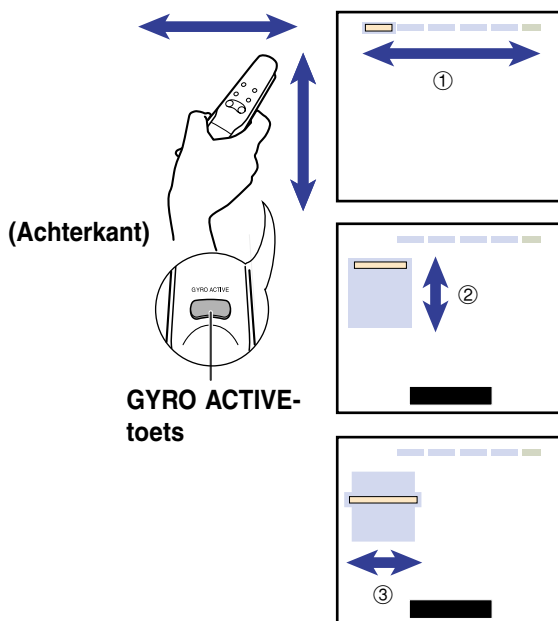 ①
(Achterkant)
②
GYRO ACTIVE
GYRO ACTIVE-
toets
③